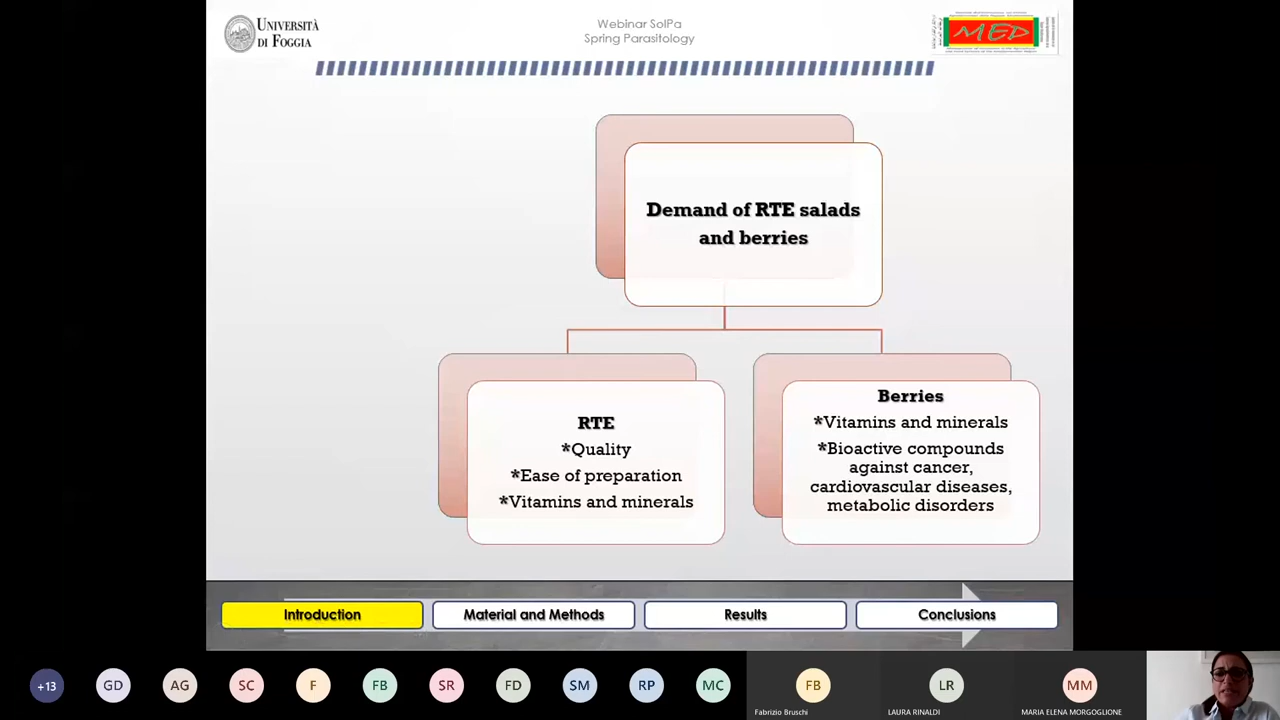 UNIVERSITÀ
DI FOGGIA
Webinar SoIPa
Spring Parasitology
MED
Demand of RTE salads
and berries
RTE
*Quality
*Ease of preparation
*Vitamins and minerals
Berries
*Vitamins and minerals
*Bioactive compounds
against cancer,
cardiovascular diseases,
metabolic disorders
Introduction
Material and Methods
Results
Conclusions
+13
GD
AG
SC
F
FB
SR
FD
SM
RP
MC
FB
LR
MM
Fabrizio Bruschi
LAURA RINALDI
MARIA ELENA MORGOGLIONE